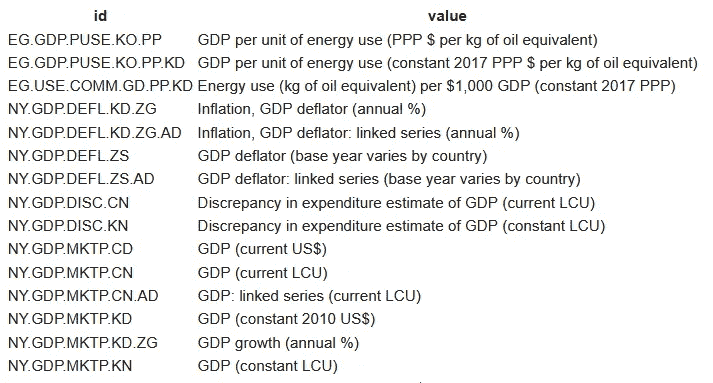 id value
EG.GDP.PUSE.KO.PP GDP per unit of energy use (PPP $ per kg of oil equivalent)
EG.GDP.PUSE.KO.PP.KD GDP per unit of energy use (constant 2017 PPP $ per kg of oil equivalent)
EG.USE.COMM.GD.PP.KD Energy use (kg of oil equivalent) per $1,000 GDP (constant 2017 PPP)
NY.GDP.DEFL.KD.ZG Inflation, GDP deflator (annual %)
NY.GDP.DEFL.KD.ZG.AD Inflation, GDP deflator: linked series (annual %)
NY.GDP.DEFL.ZS GDP deflator (base year varies by country)
NY.GDP.DEFL.ZS.AD GDP deflator: linked series (base year varies by country)
NY.GDP.DISC.CN Discrepancy in expenditure estimate of GDP (current LCU)
NY.GDP.DISC.KN Discrepancy in expenditure estimate of GDP (constant LCU)
NY.GDP.MKTP.CD GDP (current US$)
NY.GDP.MKTP.CN GDP (current LCU)
NY.GDP.MKTP.CN.AD GDP: linked series (current LCU)
NY.GDP.MKTP.KD GDP (constant 2010 US$)
NY.GDP.MKTP.KD.ZG GDP growth (annual %)
NY.GDP.MKTP.KN GDP (constant LCU)